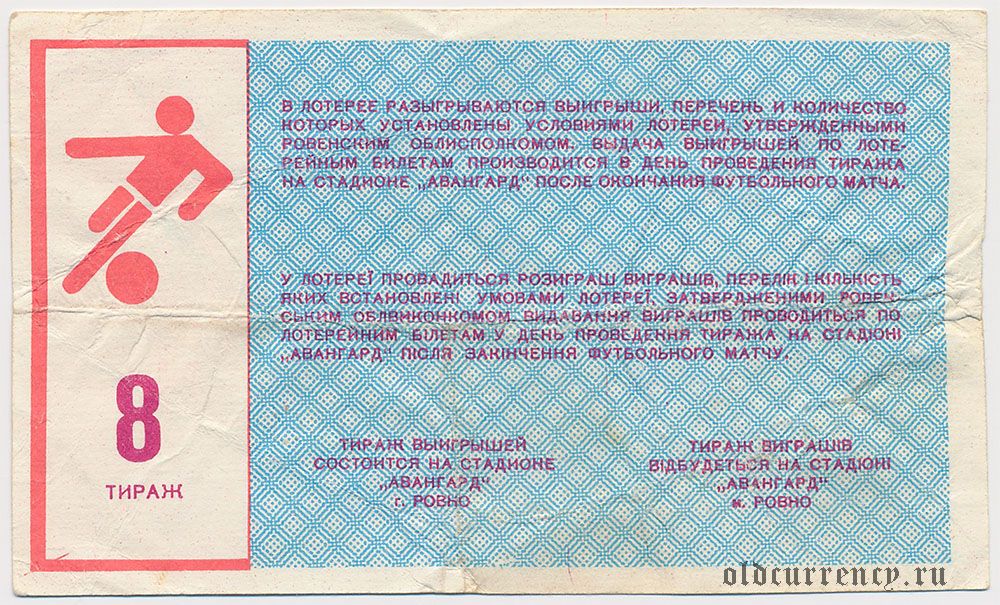 В ЛОТЕРЕЕ РАЗЫГРЫВАЮТСЯ ВЫИГРЫШИ, ПЕРЕЧЕНЬ И КОЛИЧЕСТВО
КОТОРЫХ УСТАНОВЛЕНЫ УСЛОВИЯМИ ЛОТЕРЕИ, УТВЕРЖДЕННЫМИ
РОВЕНСКИМ ОБЛИСПОЛКОМОМ. ВЫДАЧА ВЫИГРЫШЕЙ ПО ЛОТЕ-
РЕЙНЫМ БИЛЕТАМ ПРОИЗВОДИТСЯ В ДЕНЬ ПРОВЕДЕНИЯ ТИРАЖА
НА СТАДИОНЕ „АВАНГАРД” ПОСЛЕ ОКОНЧАНИЯ ФУТБОЛЬНОГО МАТЧА.
У ЛОТЕРЕЇ ПРОВАДИТЬСЯ РОЗИГРАШ ВИГРАШІВ, ПЕРЕЛІК І КІЛЬКІСТЬ
ЯКИХ ВСТАНОВЛЕНІ УМОВАМИ ЛОТЕРЕЇ, ЗАТВЕРДЖЕНИМИ РОВЕН-
СЬКИМ ОБЛВИКОНКОМОМ. ВИДАВАННЯ ВИГРАШІВ ПРОВОДИТЬСЯ ПО
ЛОТЕРЕЙНИМ БІЛЕТАМ У ДЕНЬ ПРОВЕДЕННЯ ТИРАЖА НА СТАДІОНІ
„АВАНГАРД” ПІСЛЯ ЗАКІНЧЕННЯ ФУТБОЛЬНОГО МАТЧУ.
8
ТИРАЖ
ТИРАЖ ВЫИГРЫШЕЙ
СОСТОИТСЯ НА СТАДИОНЕ
„АВАНГАРД”
г. РОВНО
ТИРАЖ ВИГРАШІВ
ВІДБУДЕТЬСЯ НА СТАДІОНІ
„АВАНГАРД”
м. РОВНО
oldcurrency.ru